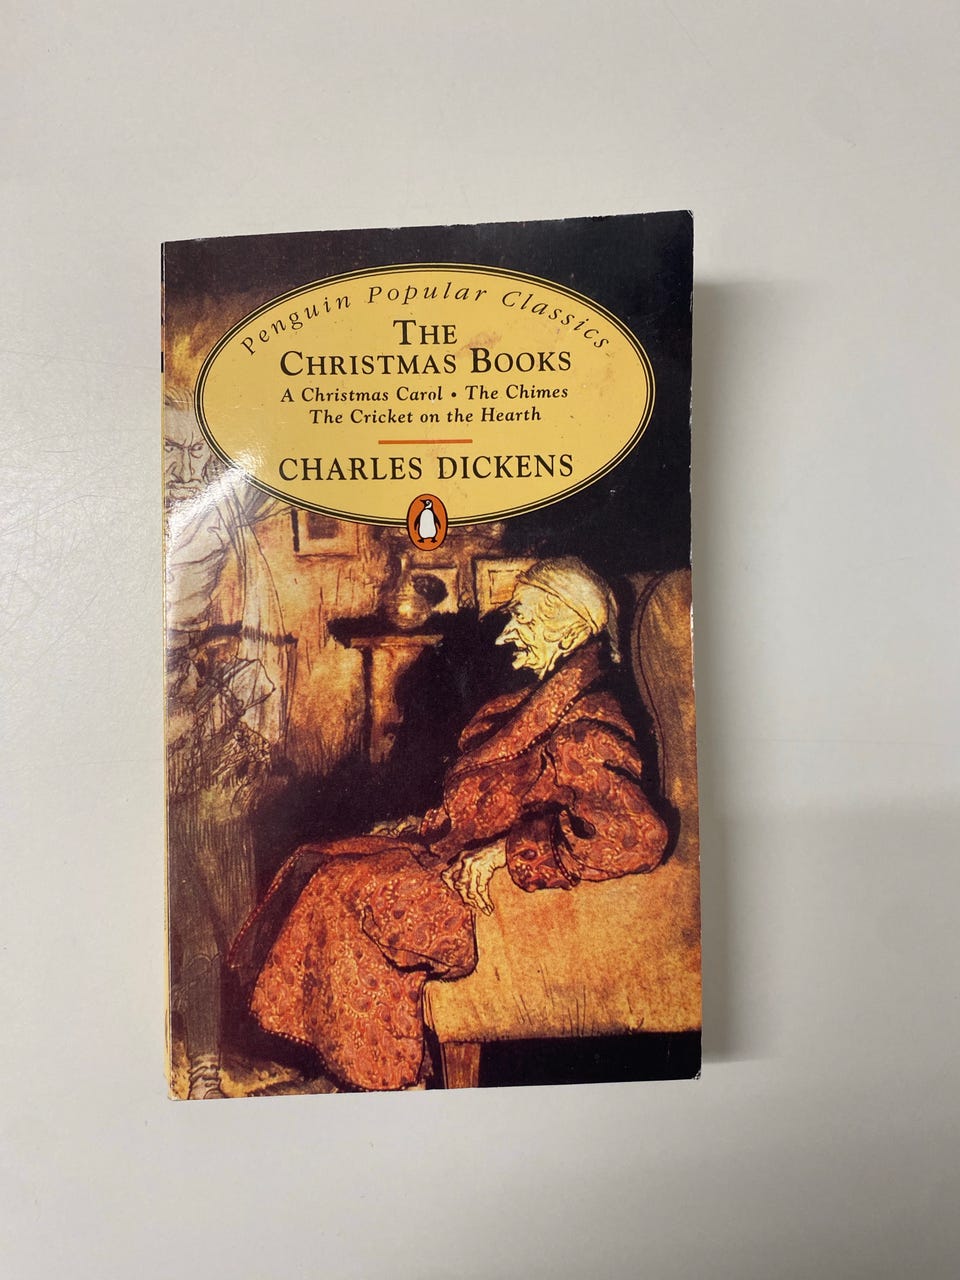 Penguin Popular Classics
THE
CHRISTMAS BOOKS
A Christmas Carol • The Chimes
The Cricket on the Hearth
CHARLES DICKENS